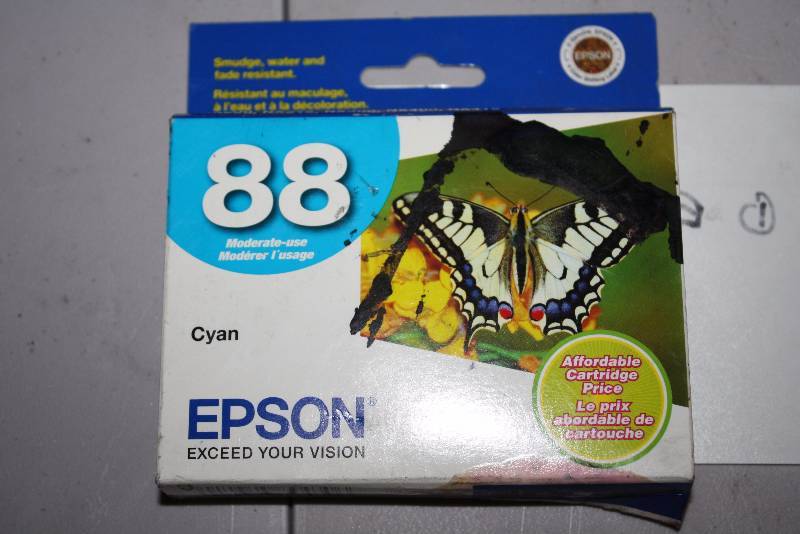 Smudge, water and
fade resistant.
Résistant au maculage,
à l'eau et à la décoloration.
EPSON
88
Moderate-use
Modérer l'usage
Cyan
EPSON®
EXCEED YOUR VISION
Affordable
Cartridge
Price
Le prix
abordable de
cartouche